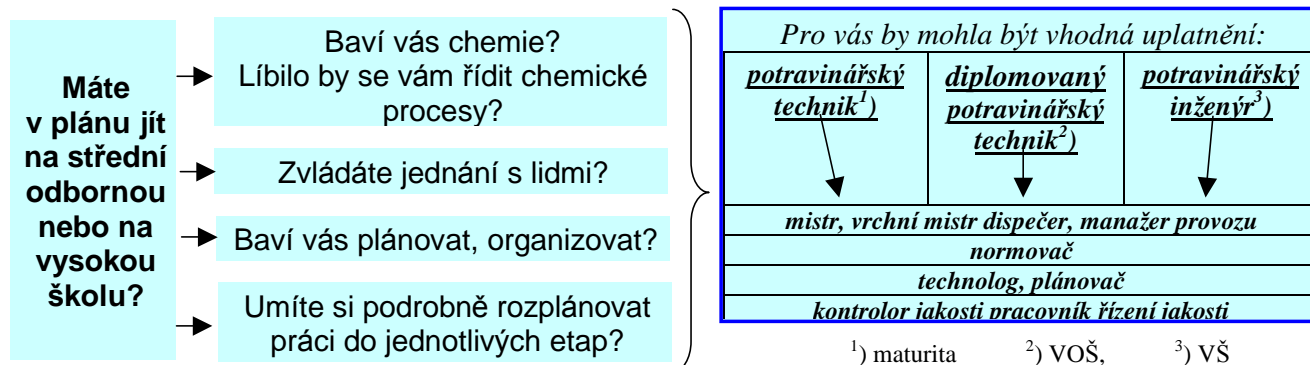 Máte
v plánu jít
na střední
odbornou
nebo na
vysokou
školu?
Baví vás chemie?
Líbilo by se vám řídit chemické
procesy?
Zvládáte jednání s lidmi?
Baví vás plánovat, organizovat?
Umíte si podrobně rozplánovat
práci do jednotlivých etap?
Pro vás by mohla být vhodná uplatnění:
potravinářský
technik¹)
diplomovaný
potravinářský
technik²)
potravinářský
inženýr³)
mistr, vrchní mistr dispečer, manažer provozu
normovač
technolog, plánovač
kontrolor jakosti pracovník řízení jakosti
¹) maturita ²) VOŠ, ³) VŠ